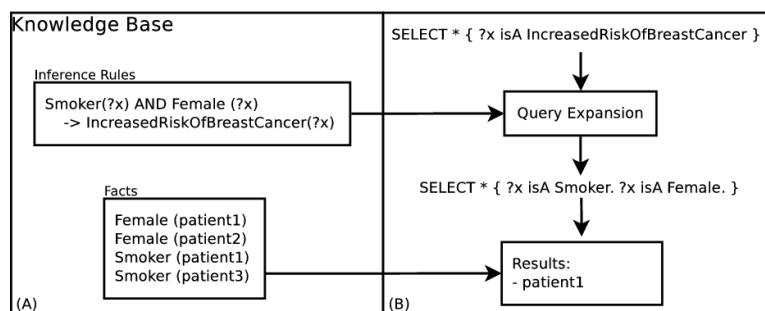 Knowledge Base
Inference Rules
Smoker(?x) AND Female (?x)
-> IncreasedRiskOfBreastCancer(?x)
Facts
Female (patient1)
Female (patient2)
Smoker (patient1)
Smoker (patient3)
(A)
SELECT * { ?x isA IncreasedRiskOfBreastCancer }
Query Expansion
SELECT * { ?x isA Smoker. ?x isA Female. }
Results:
- patient1
(B)